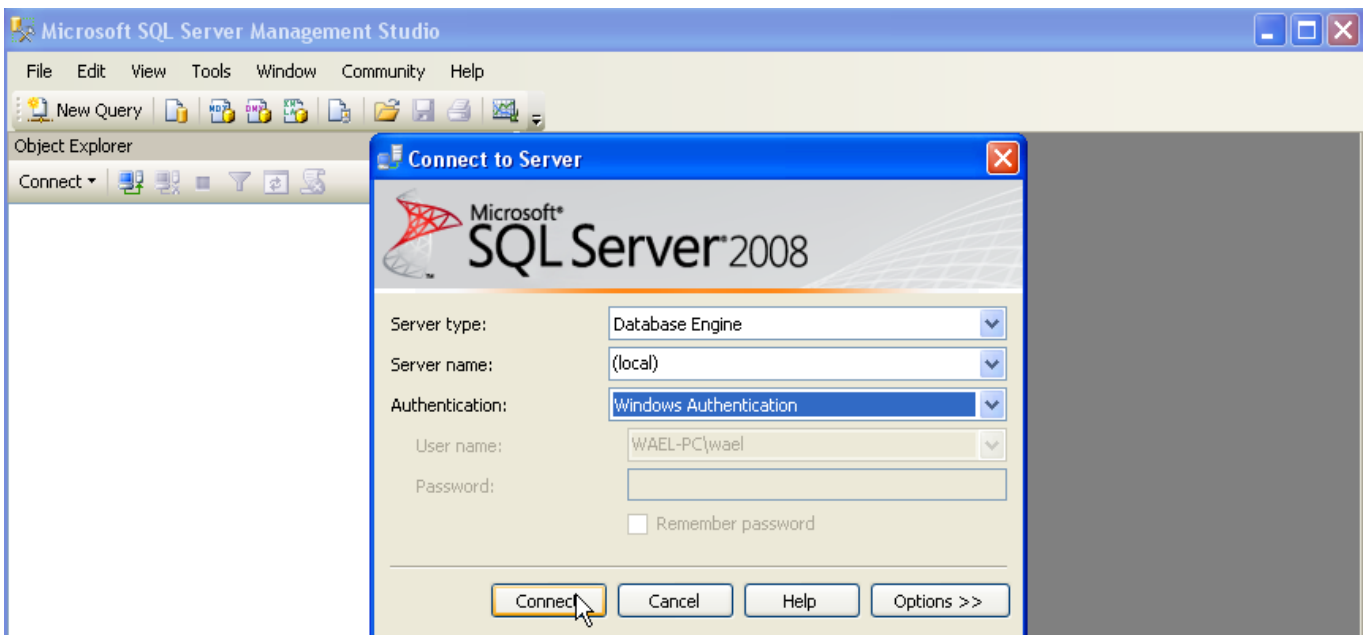 Microsoft SQL Server Management Studio
File Edit View Tools Window Community Help
New Query
Object Explorer
Connect
Connect to Server
Microsoft®
SQL Server® 2008
Server type: Database Engine
Server name: (local)
Authentication: Windows Authentication
User name: WAEL-PC\wael
Password:
Remember password
Connect Cancel Help Options >>